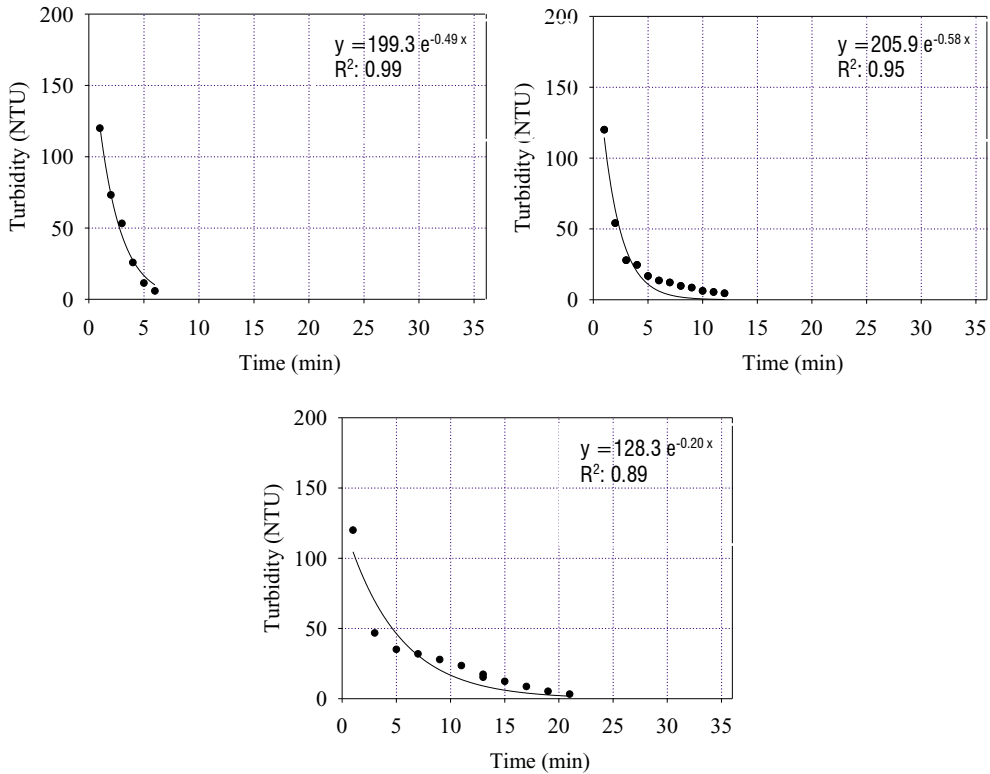 200
150
100
50
0
Turbidity (NTU)
y = 199.3 e-0.49 x
R2: 0.99
0 5 10 15 20 25 30 35
Time (min)
200
150
100
50
0
Turbidity (NTU)
y = 205.9 e-0.58 x
R2: 0.95
0 5 10 15 20 25 30 35
Time (min)
200
150
100
50
0
Turbidity (NTU)
y = 128.3 e-0.20 x
R2: 0.89
0 5 10 15 20 25 30 35
Time (min)